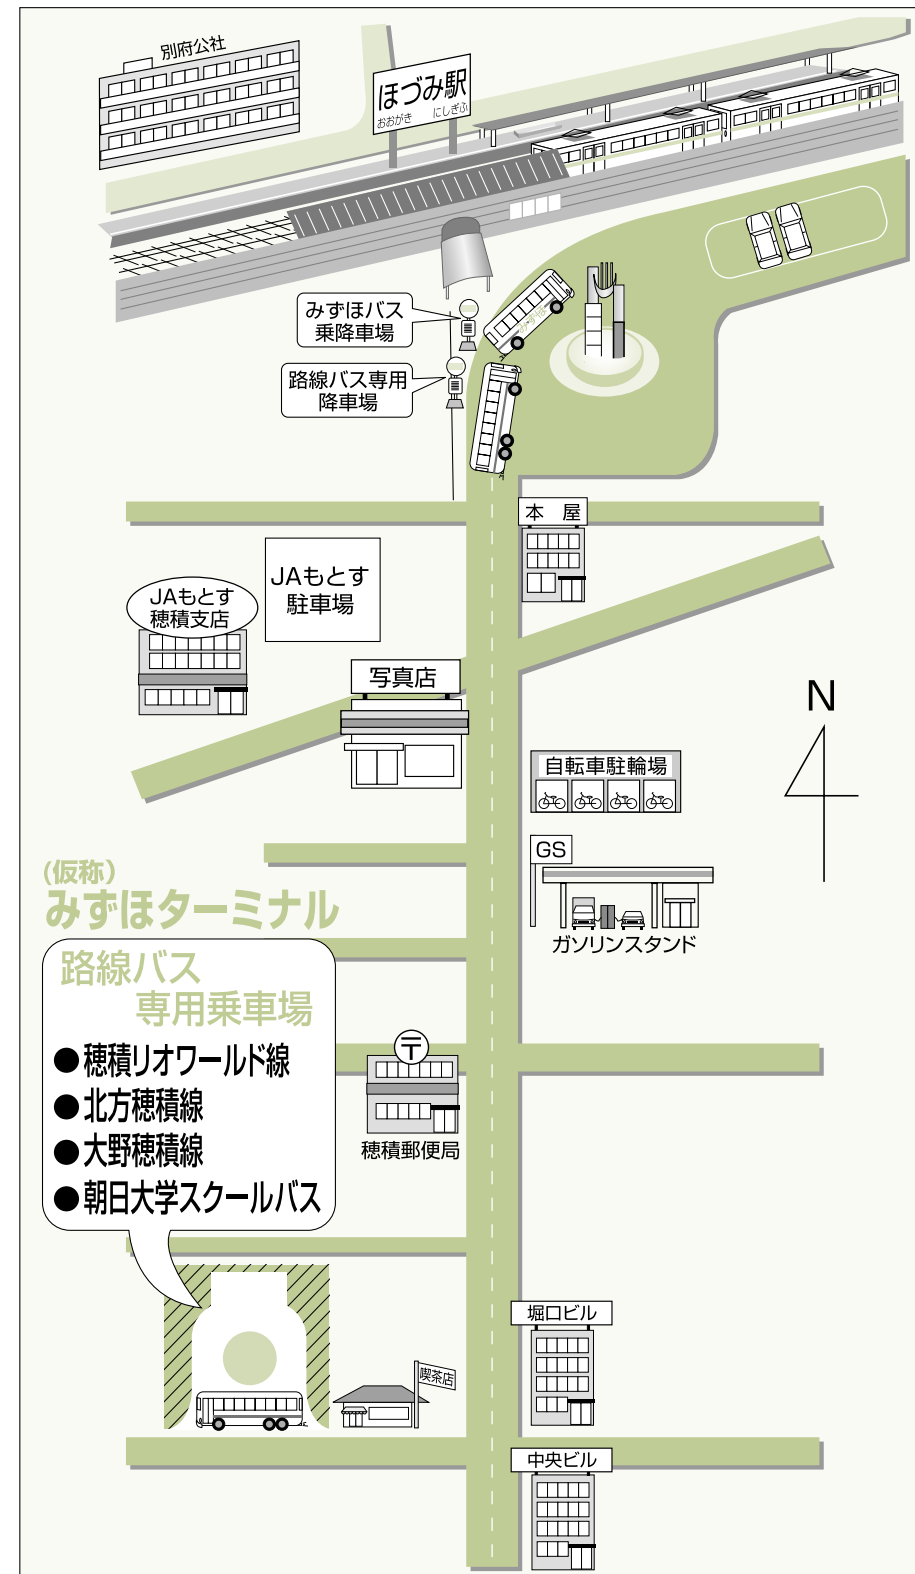 別府公社
ほづみ駅
おおがき にしぎふ
みずほバス
乗降車場
みずほ
路線バス専用
降車場
本 屋
JAもとす
駐車場
JAもとす
穂積支店
写真店
N
自転車駐輪場
GS
ガソリンスタンド
(仮称)
みずほターミナル
路線バス
専用乗車場
●穂積リオワールド線
●北方穂積線
●大野穂積線
●朝日大学スクールバス
〒
穂積郵便局
堀口ビル
喫茶店
中央ビル